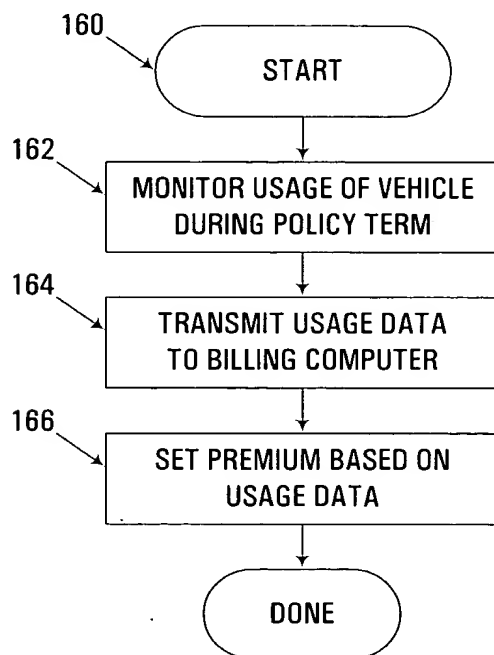 160
START
162
MONITOR USAGE OF VEHICLE
DURING POLICY TERM
164
TRANSMIT USAGE DATA
TO BILLING COMPUTER
166
SET PREMIUM BASED ON
USAGE DATA
DONE